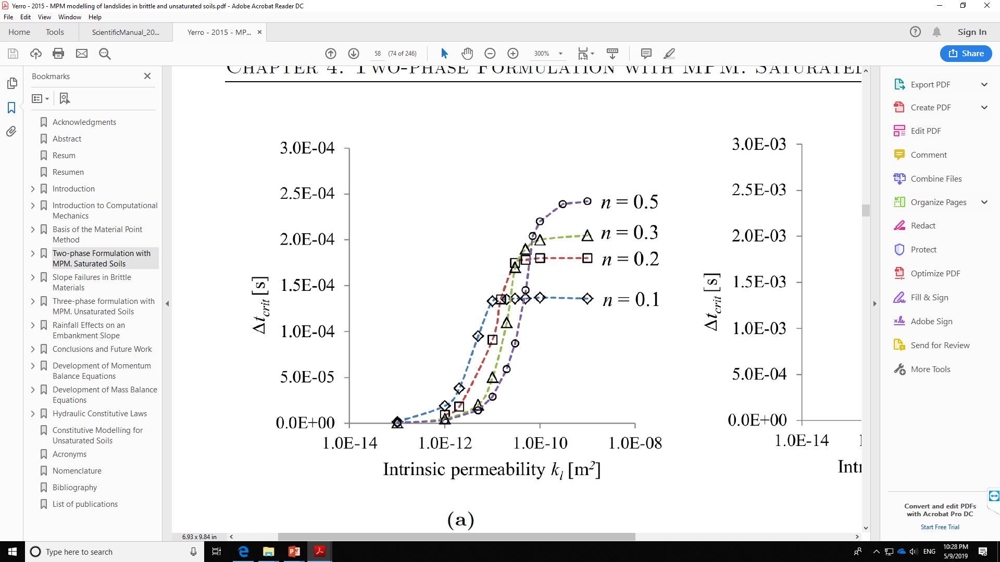 Yerro - 2015 - MPM modelling of landslides in brittle and unsaturated soils.pdf - Adobe Acrobat Reader DC
File Edit View Window Help
Home Tools ScientificManual_20... Yerro - 2015 - MP... Sign In
58 (74 of 246) 300% Share
Bookmarks
Acknowledgments
Abstract
Resum
Resumen
Introduction
Introduction to Computational
Mechanics
Basis of the Material Point
Method
Two-phase Formulation with
MPM. Saturated Soils
Slope Failures in Brittle
Materials
Three-phase formulation with
MPM. Unsaturated Soils
Rainfall Effects on an
Embankment Slope
Conclusions and Future Work
Development of Momentum
Balance Equations
Development of Mass Balance
Equations
Hydraulic Constitutive Laws
Constitutive Modelling for
Unsaturated Soils
Acronyms
Nomenclature
Bibliography
List of publications
CHAPTER 4. TWO-PHASE FORMULATION WITH MPM. SATURATED
3.0E-04
2.5E-04
2.0E-04
1.5E-04
1.0E-04
5.0E-05
0.0E+00
Δt_crit [s]
n = 0.5
n = 0.3
n = 0.2
n = 0.1
1.0E-14 1.0E-12 1.0E-10 1.0E-08
Intrinsic permeability k_l [m²]
(a)
3.0E-03
2.5E-03
2.0E-03
1.5E-03
1.0E-03
5.0E-04
0.0E+00
Δt_crit [s]
1.0E-14
Intr
6.93 x 9.84 in
Export PDF
Create PDF
Edit PDF
Comment
Combine Files
Organize Pages
Redact
Protect
Optimize PDF
Fill & Sign
Adobe Sign
Send for Review
More Tools
Convert and edit PDFs
with Acrobat Pro DC
Start Free Trial
Type here to search
ENG
10:28 PM
5/9/2019